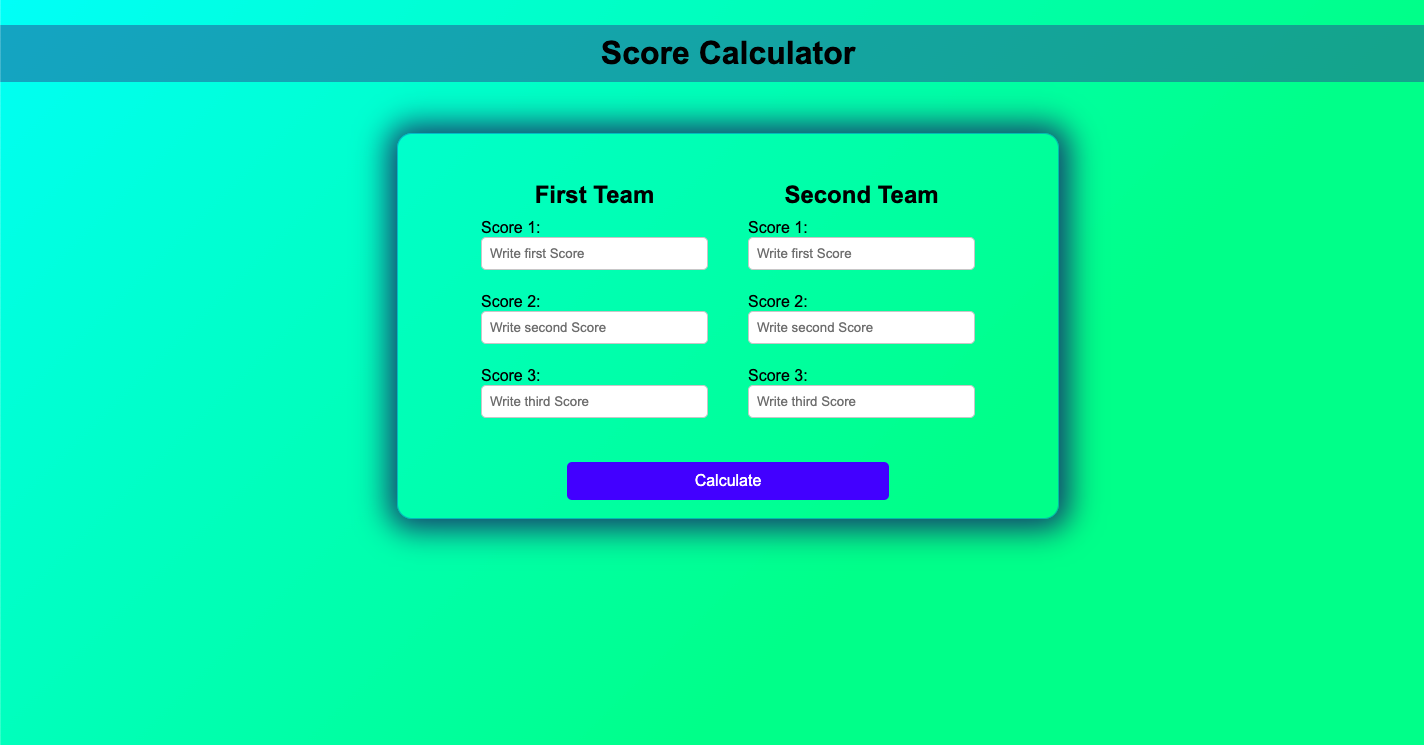 Score Calculator
First Team
Score 1:
Write first Score
Score 2:
Write second Score
Score 3:
Write third Score
Second Team
Score 1:
Write first Score
Score 2:
Write second Score
Score 3:
Write third Score
Calculate